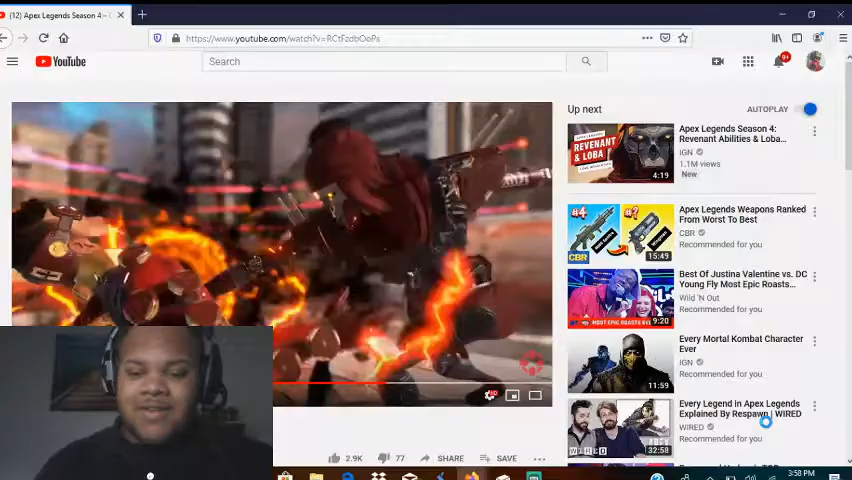 (12) Apex Legends Season 4 –
https://www.youtube.com/watch?v=RCtFzdbOoPs
YouTube
Search
9+
Up next
AUTOPLAY
REVENANT & LOBA
4:19
Apex Legends Season 4:
Revenant Abilities & Loba...
IGN
1.1M views
New
#4
#?
CBR
15:49
Apex Legends Weapons Ranked
From Worst To Best
CBR
Recommended for you
MOST EPIC ROASTS
9:20
Best Of Justina Valentine vs. DC
Young Fly Most Epic Roasts...
Wild 'N Out
Recommended for you
11:59
Every Mortal Kombat Character
Ever
IGN
Recommended for you
32:58
Every Legend in Apex Legends
Explained By Respawn | WIRED
WIRED
Recommended for you
HD
2.9K
77
SHARE
SAVE
3:58 PM